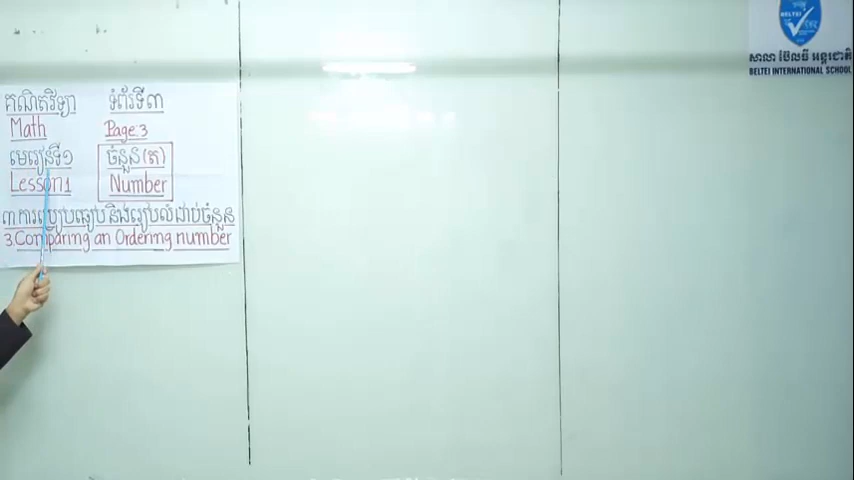 គណិតវិទ្យា ទំព័រទី៣
Math Page:3
មេរៀនទី១ ចំនួន(ត)
Lesson1 Number
៣.ការប្រៀបធៀបនិងរៀបលំដាប់ចំនួន
3.Comparing an Ordering number
BELTEI
សាលា ប៊ែលធី អន្តរជាតិ
BELTEI INTERNATIONAL SCHOOL